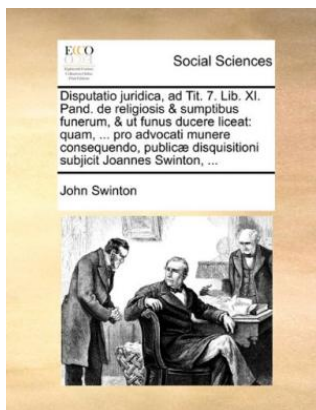 ECCO
Social Sciences
Disputatio juridica, ad Tit. 7. Lib. XI.
Pand. de religiosis & sumptibus
funerum, & ut funus ducere liceat:
quam, ... pro advocati munere
consequendo, publicæ disquisitioni
subjicit Joannes Swinton, ...
John Swinton